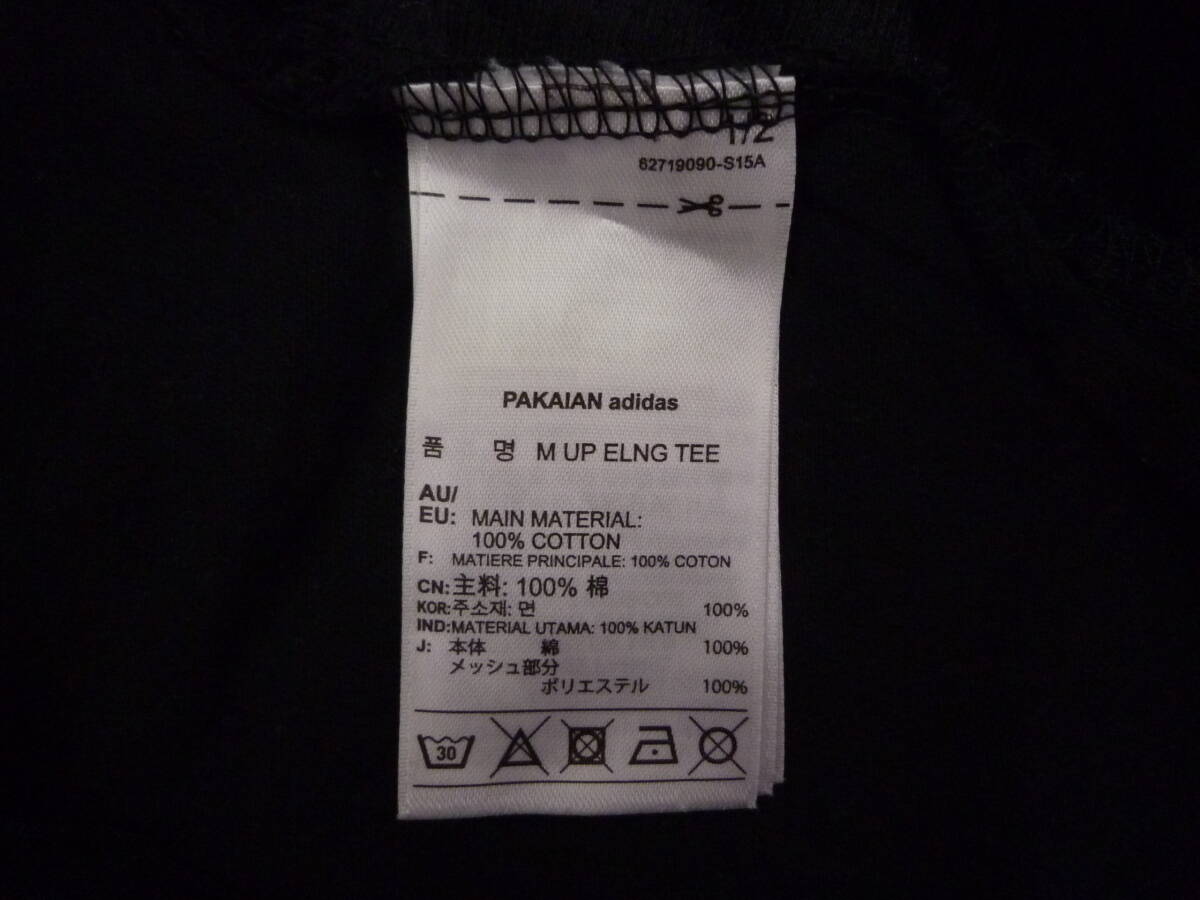 1/2
62719090-S15A
PAKAIAN adidas
품 명 M UP ELNG TEE
AU/
EU: MAIN MATERIAL:
100% COTTON
F: MATIERE PRINCIPALE: 100% COTON
CN:主料: 100% 棉
KOR:주소재: 면 100%
IND:MATERIAL UTAMA: 100% KATUN
J: 本体 綿 100%
メッシュ部分
ポリエステル 100%
30